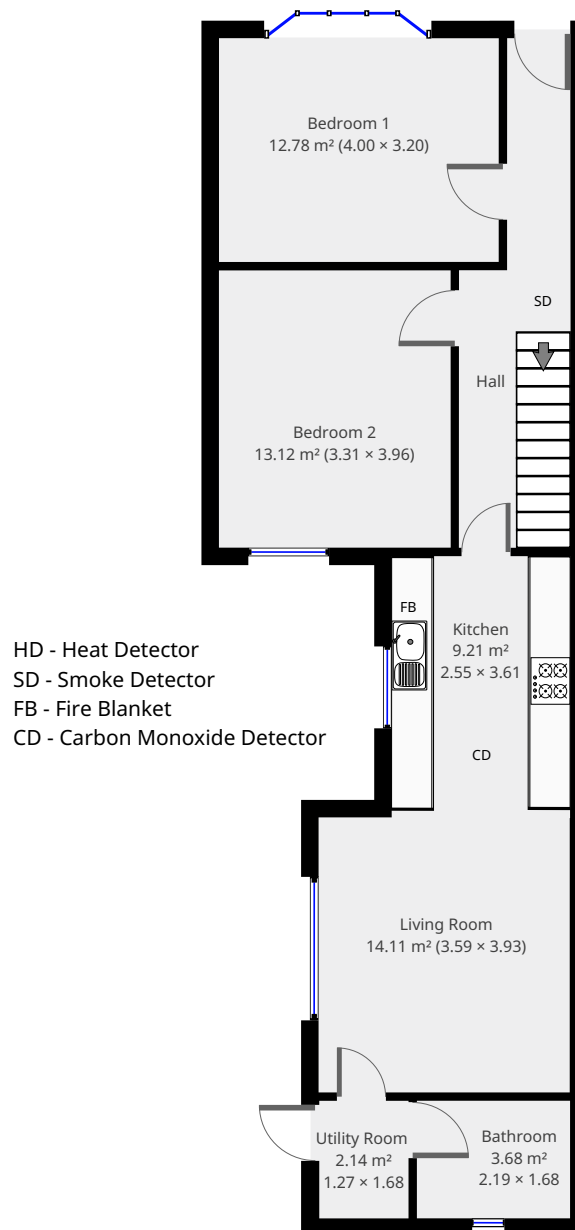 Bedroom 1
12.78 m² (4.00 × 3.20)
SD
Hall
Bedroom 2
13.12 m² (3.31 × 3.96)
FB
Kitchen
9.21 m²
2.55 × 3.61
HD - Heat Detector
SD - Smoke Detector
FB - Fire Blanket
CD - Carbon Monoxide Detector
CD
Living Room
14.11 m² (3.59 × 3.93)
Utility Room
2.14 m²
1.27 × 1.68
Bathroom
3.68 m²
2.19 × 1.68